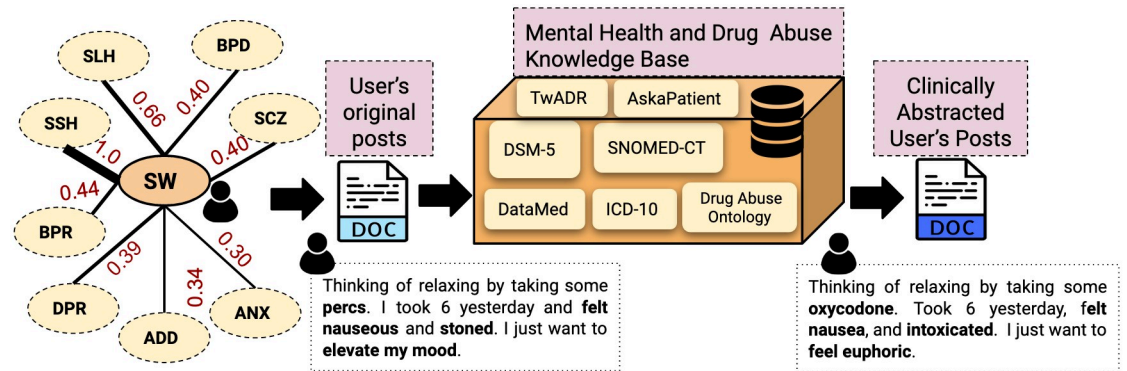 SLH
BPD
SSH
SCZ
0.66
0.40
1.0
0.40
SW
0.44
BPR
0.39
0.34
0.30
DPR
ADD
ANX
User's
original
posts
DOC
Thinking of relaxing by taking some
percs. I took 6 yesterday and felt
nauseous and stoned. I just want to
elevate my mood.
Mental Health and Drug Abuse
Knowledge Base
TwADR
AskaPatient
DSM-5
SNOMED-CT
DataMed
ICD-10
Drug Abuse
Ontology
Clinically
Abstracted
User's Posts
DOC
Thinking of relaxing by taking some
oxycodone. Took 6 yesterday, felt
nausea, and intoxicated. I just want to
feel euphoric.